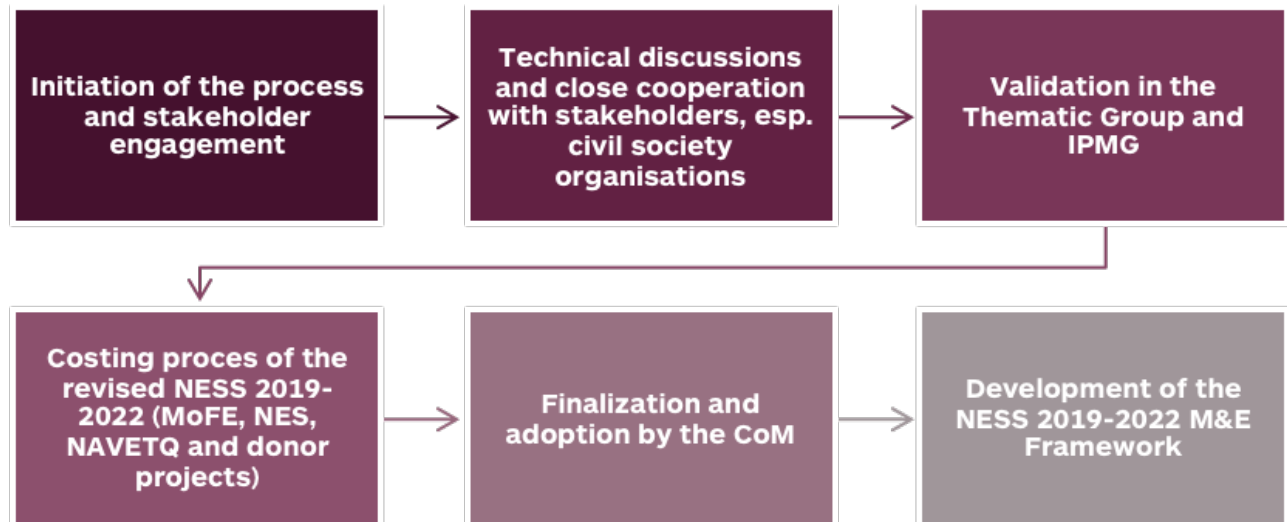 Initiation of the process
and stakeholder
engagement
Technical discussions
and close cooperation
with stakeholders, esp.
civil society
organisations
Validation in the
Thematic Group and
IPMG
Costing proces of the
revised NESS 2019-
2022 (MoFE, NES,
NAVETQ and donor
projects)
Finalization and
adoption by the CoM
Development of the
NESS 2019-2022 M&E
Framework